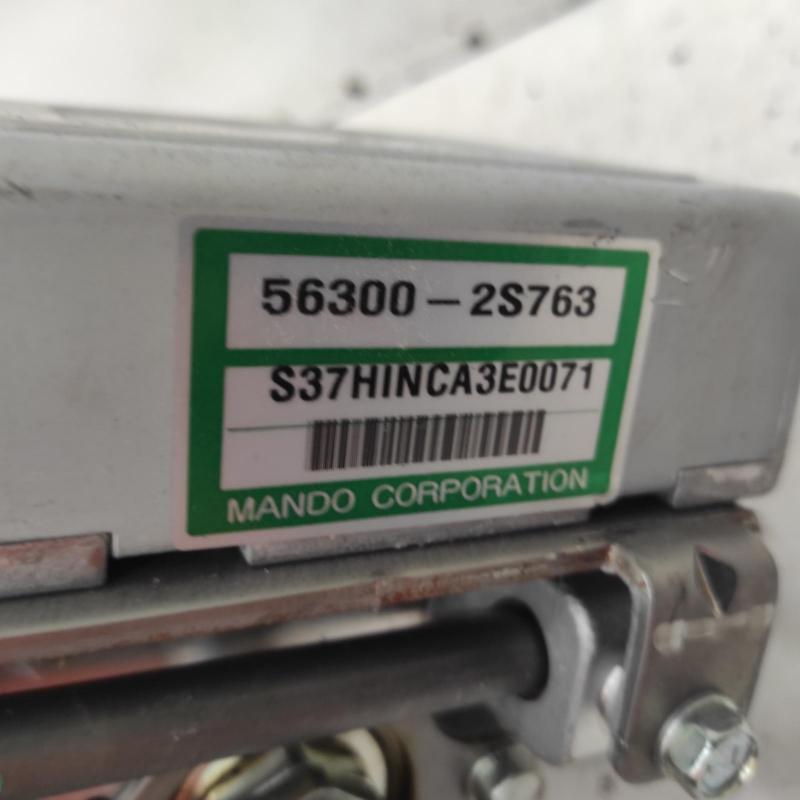 56300-2S763
S37HINCA3E0071
MANDO CORPORATION